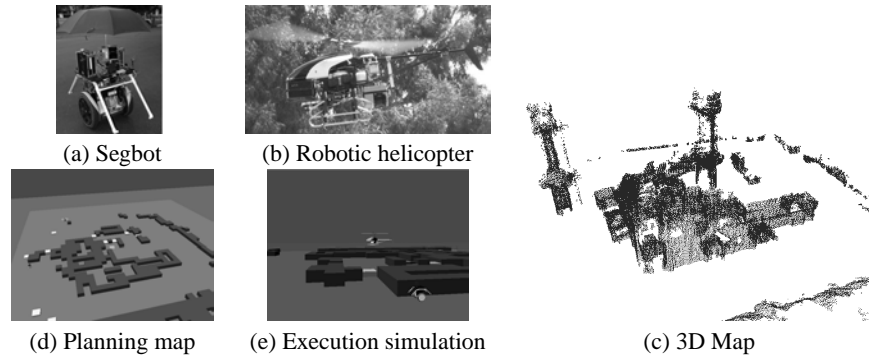 (a) Segbot
(b) Robotic helicopter
(d) Planning map
(e) Execution simulation
(c) 3D Map